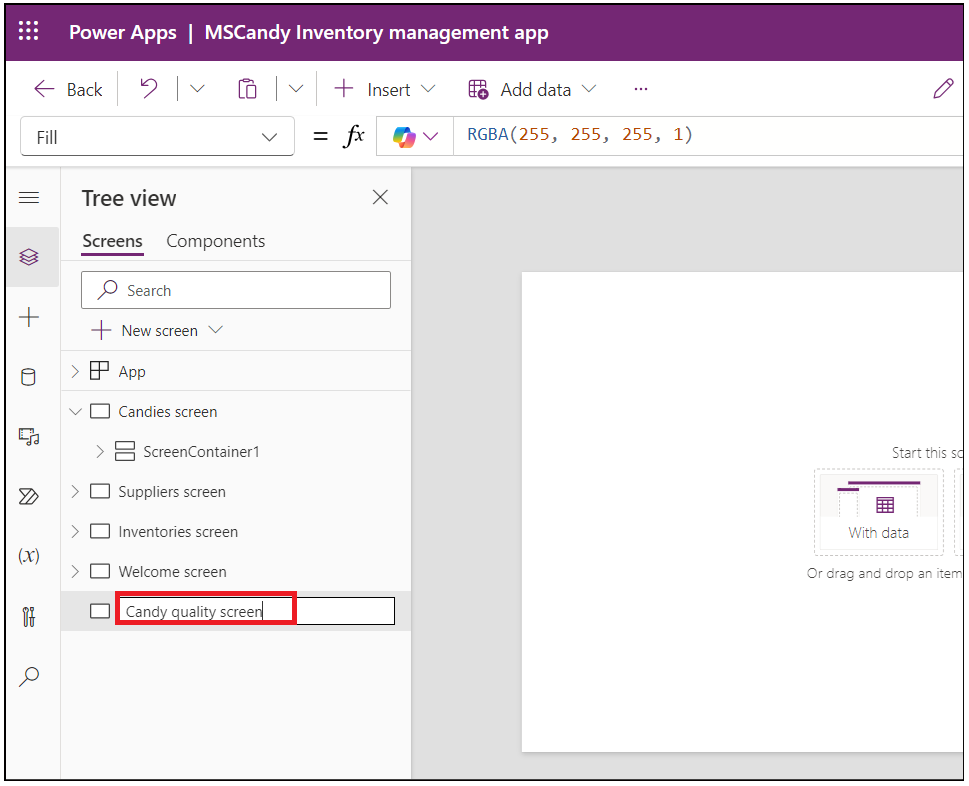 Power Apps | MSCandy Inventory management app
Back Insert Add data ...
Fill = fx RGBA(255, 255, 255, 1)
Tree view
Screens Components
Search
New screen
App
Candies screen
ScreenContainer1
Suppliers screen
Inventories screen
(x)
Welcome screen
Candy quality screen
Start this sc
With data
Or drag and drop an item